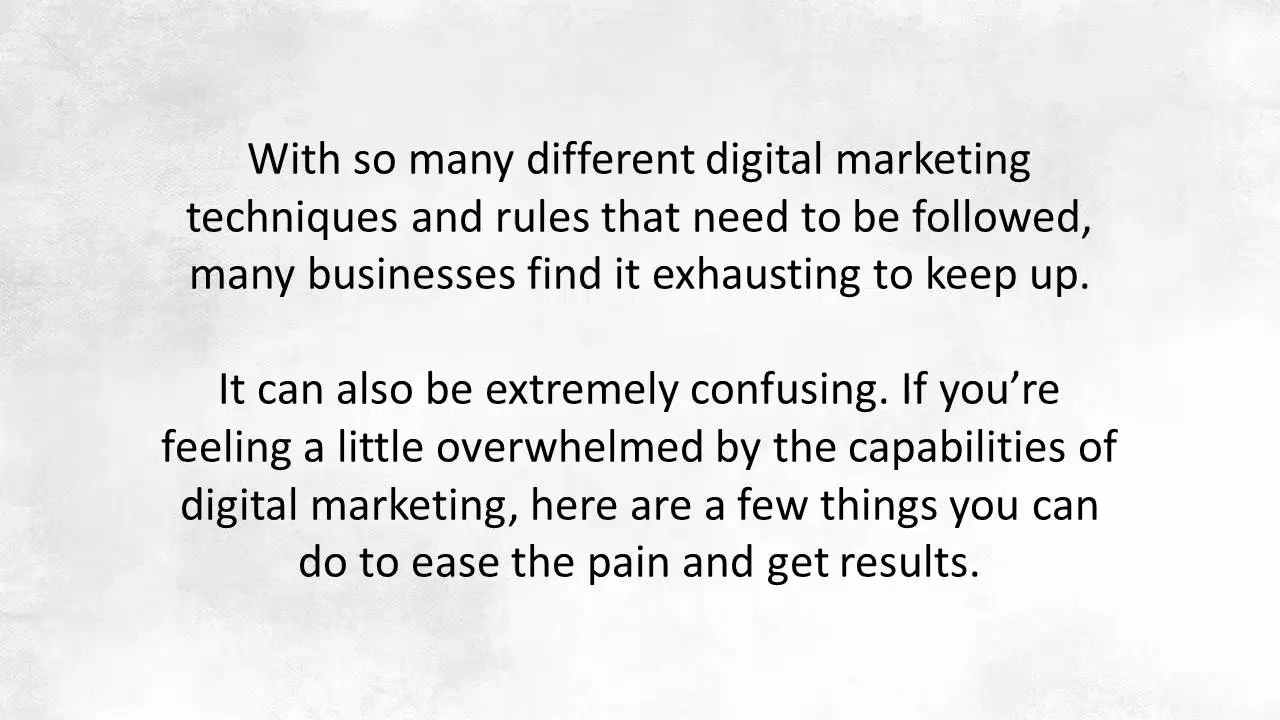 With so many different digital marketing
techniques and rules that need to be followed,
many businesses find it exhausting to keep up.
It can also be extremely confusing. If you’re
feeling a little overwhelmed by the capabilities of
digital marketing, here are a few things you can
do to ease the pain and get results.